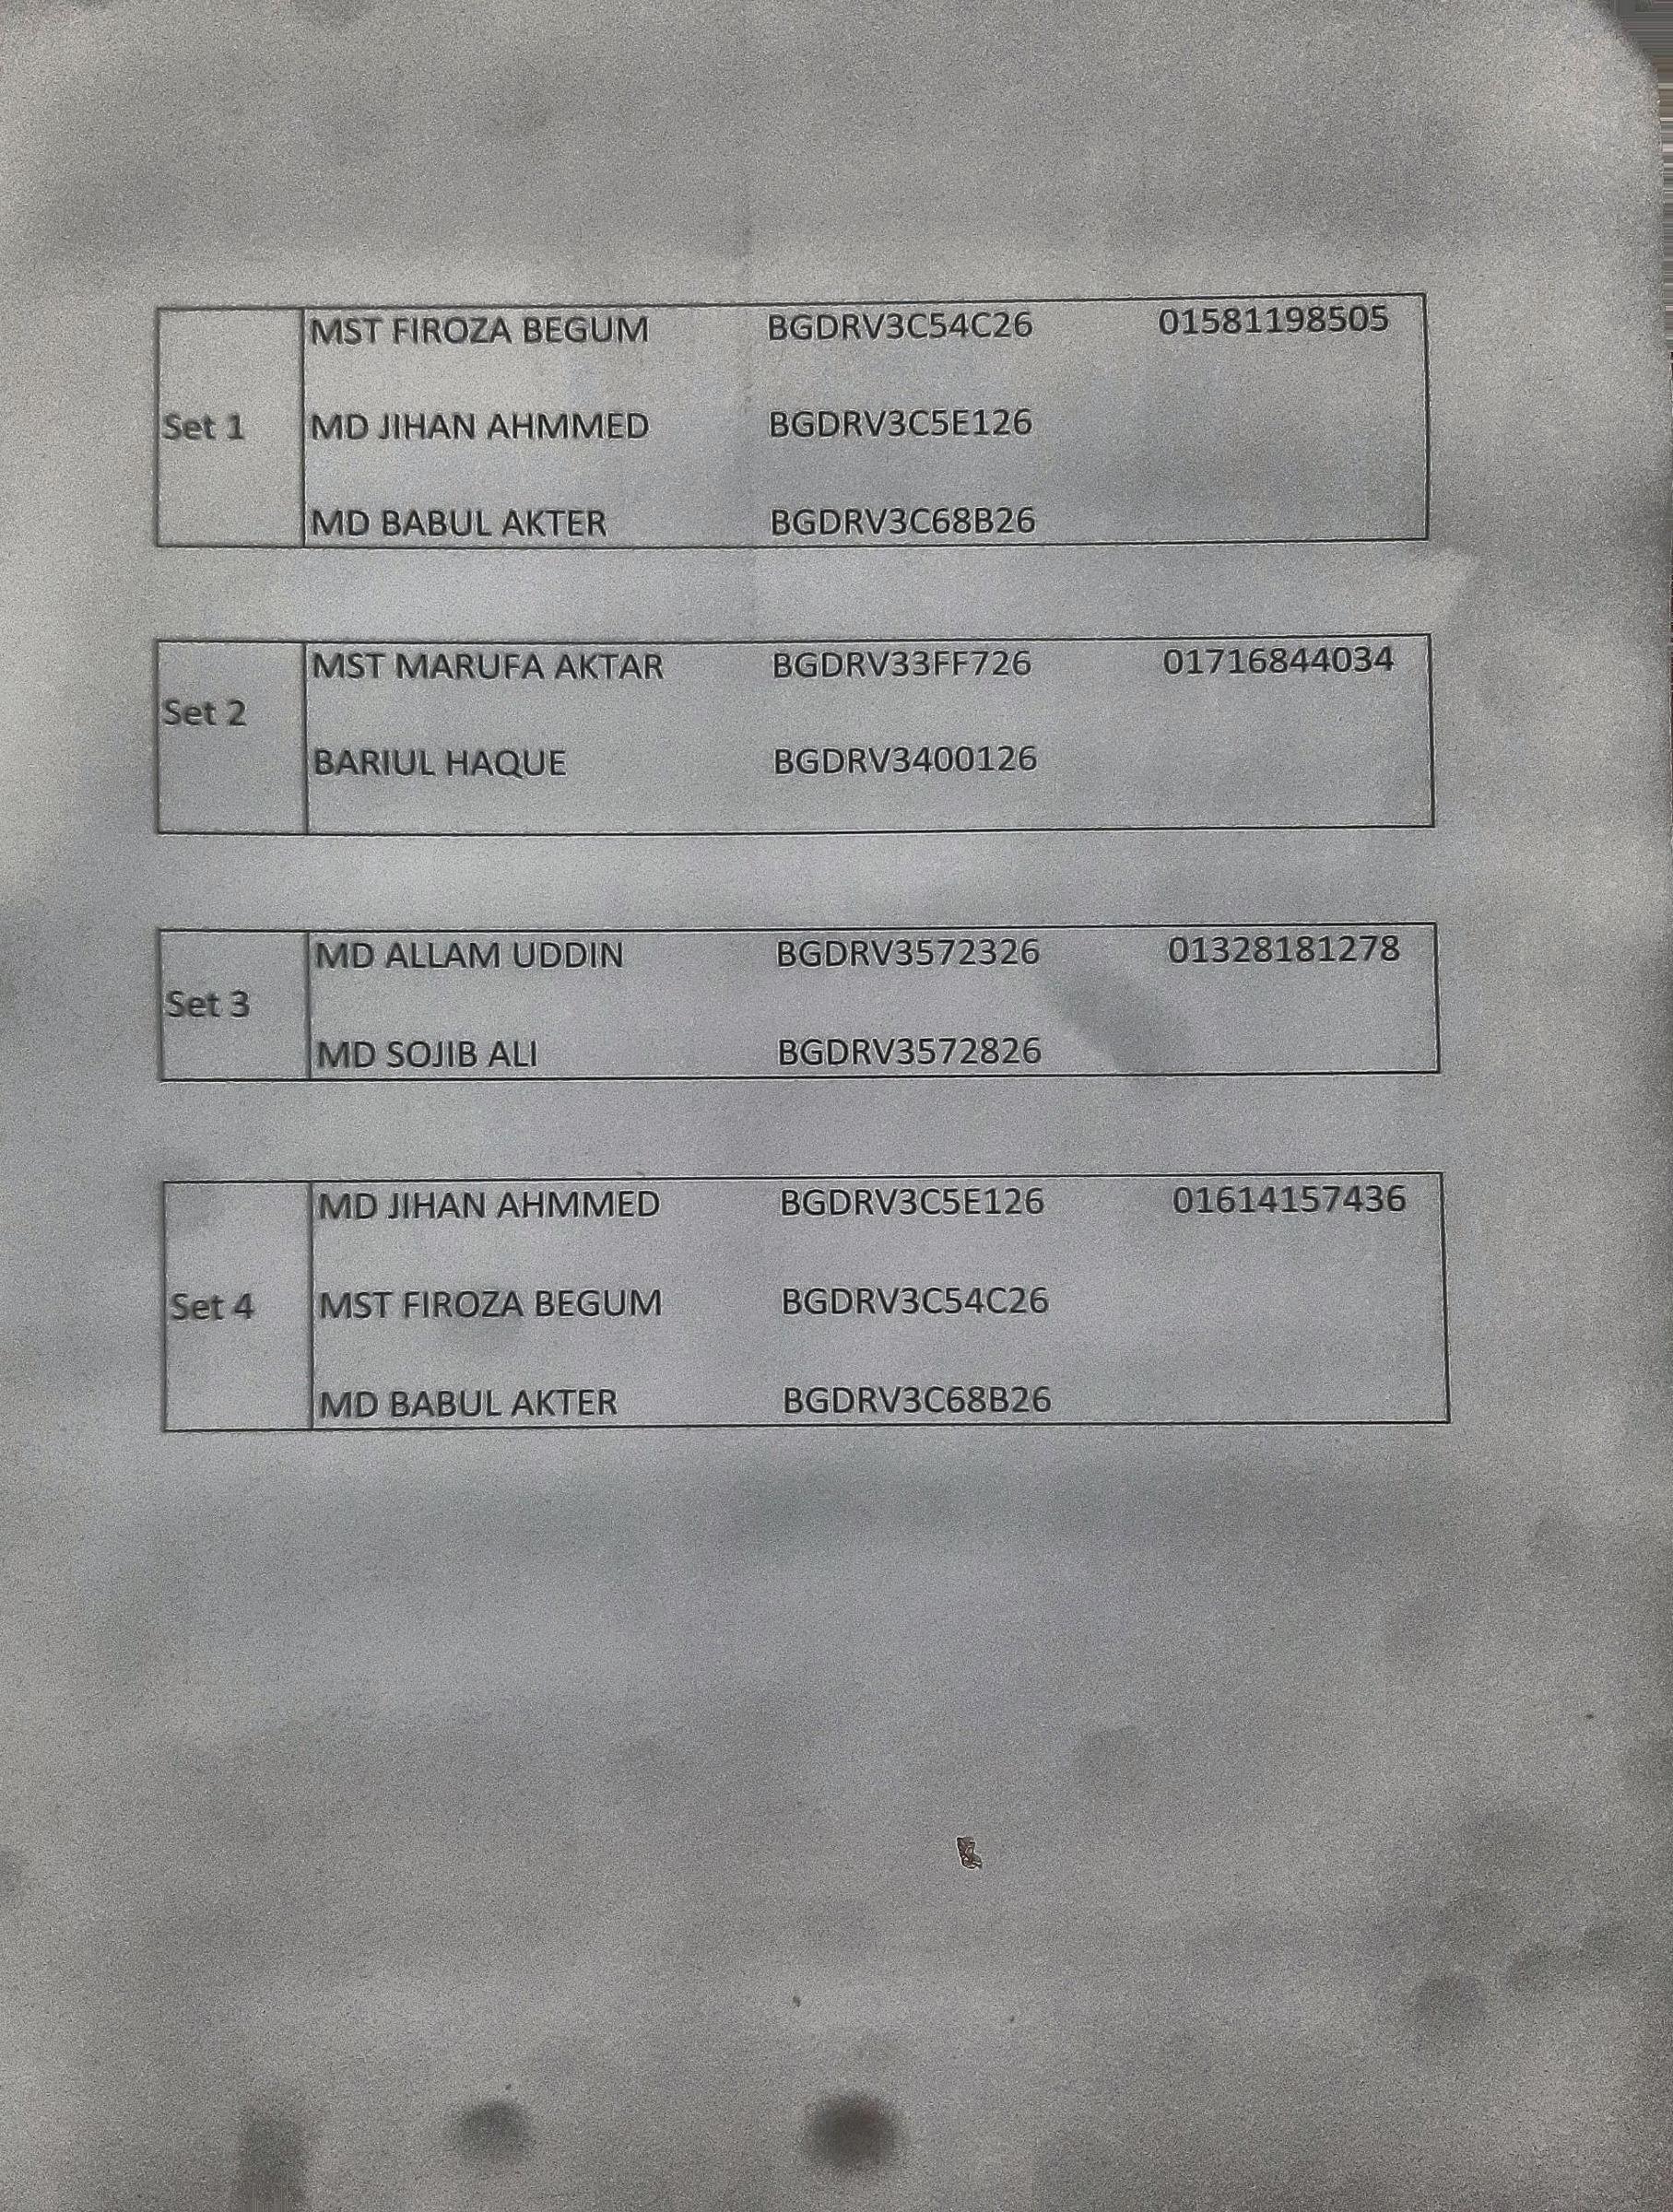 MST FIROZA BEGUM BGDRV3C54C26 01581198505
Set 1 MD JIHAN AHMMED BGDRV3C5E126
MD BABUL AKTER BGDRV3C68B26
MST MARUFA AKTAR BGDRV33FF726 01716844034
Set 2
BARIUL HAQUE BGDRV3400126
MD ALLAM UDDIN BGDRV3572326 01328181278
Set 3
MD SOJIB ALI BGDRV3572826
MD JIHAN AHMMED BGDRV3C5E126 01614157436
Set 4 MST FIROZA BEGUM BGDRV3C54C26
MD BABUL AKTER BGDRV3C68B26